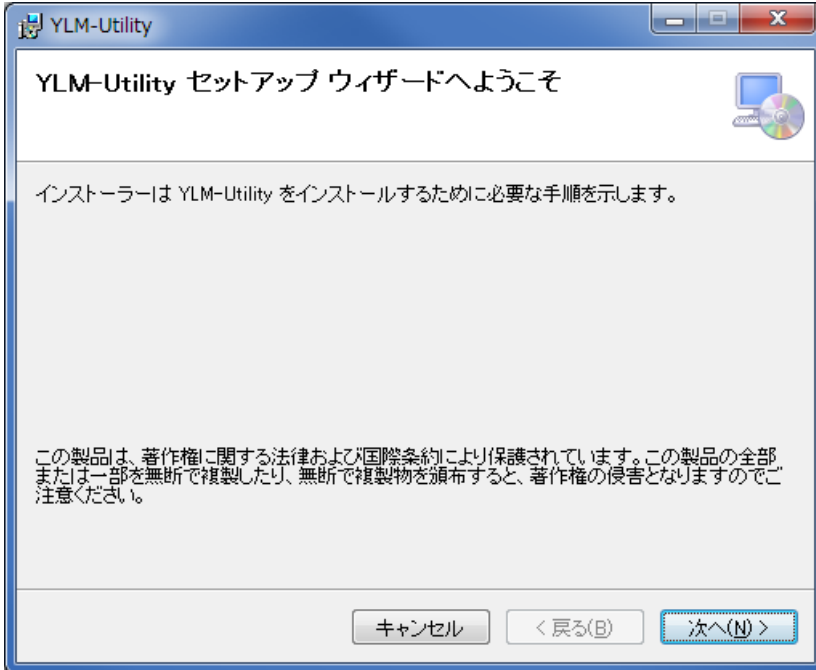 YLM-Utility
YLM-Utility セットアップ ウィザードへようこそ
インストーラーは YLM-Utility をインストールするために必要な手順を示します。
この製品は、著作権に関する法律および国際条約により保護されています。この製品の全部
または一部を無断で複製したり、無断で複製物を頒布すると、著作権の侵害となりますのでご
注意ください。
キャンセル
< 戻る(B)
次へ(N) >